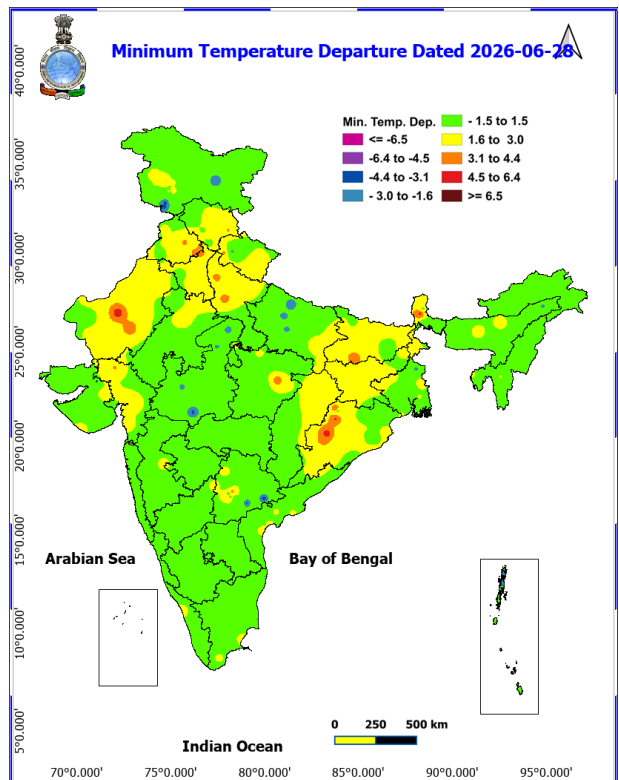 Minimum Temperature Departure Dated 2026-06-28
Min. Temp. Dep.
<= -6.5
-6.4 to -4.5
-4.4 to -3.1
- 3.0 to -1.6
- 1.5 to 1.5
1.6 to 3.0
3.1 to 4.4
4.5 to 6.4
>= 6.5
40°0.000'
35°0.000'
30°0.000'
25°0.000'
20°0.000'
15°0.000'
10°0.000'
5°0.000'
Arabian Sea
Bay of Bengal
Indian Ocean
0 250 500 km
70°0.000' 75°0.000' 80°0.000' 85°0.000' 90°0.000' 95°0.000'